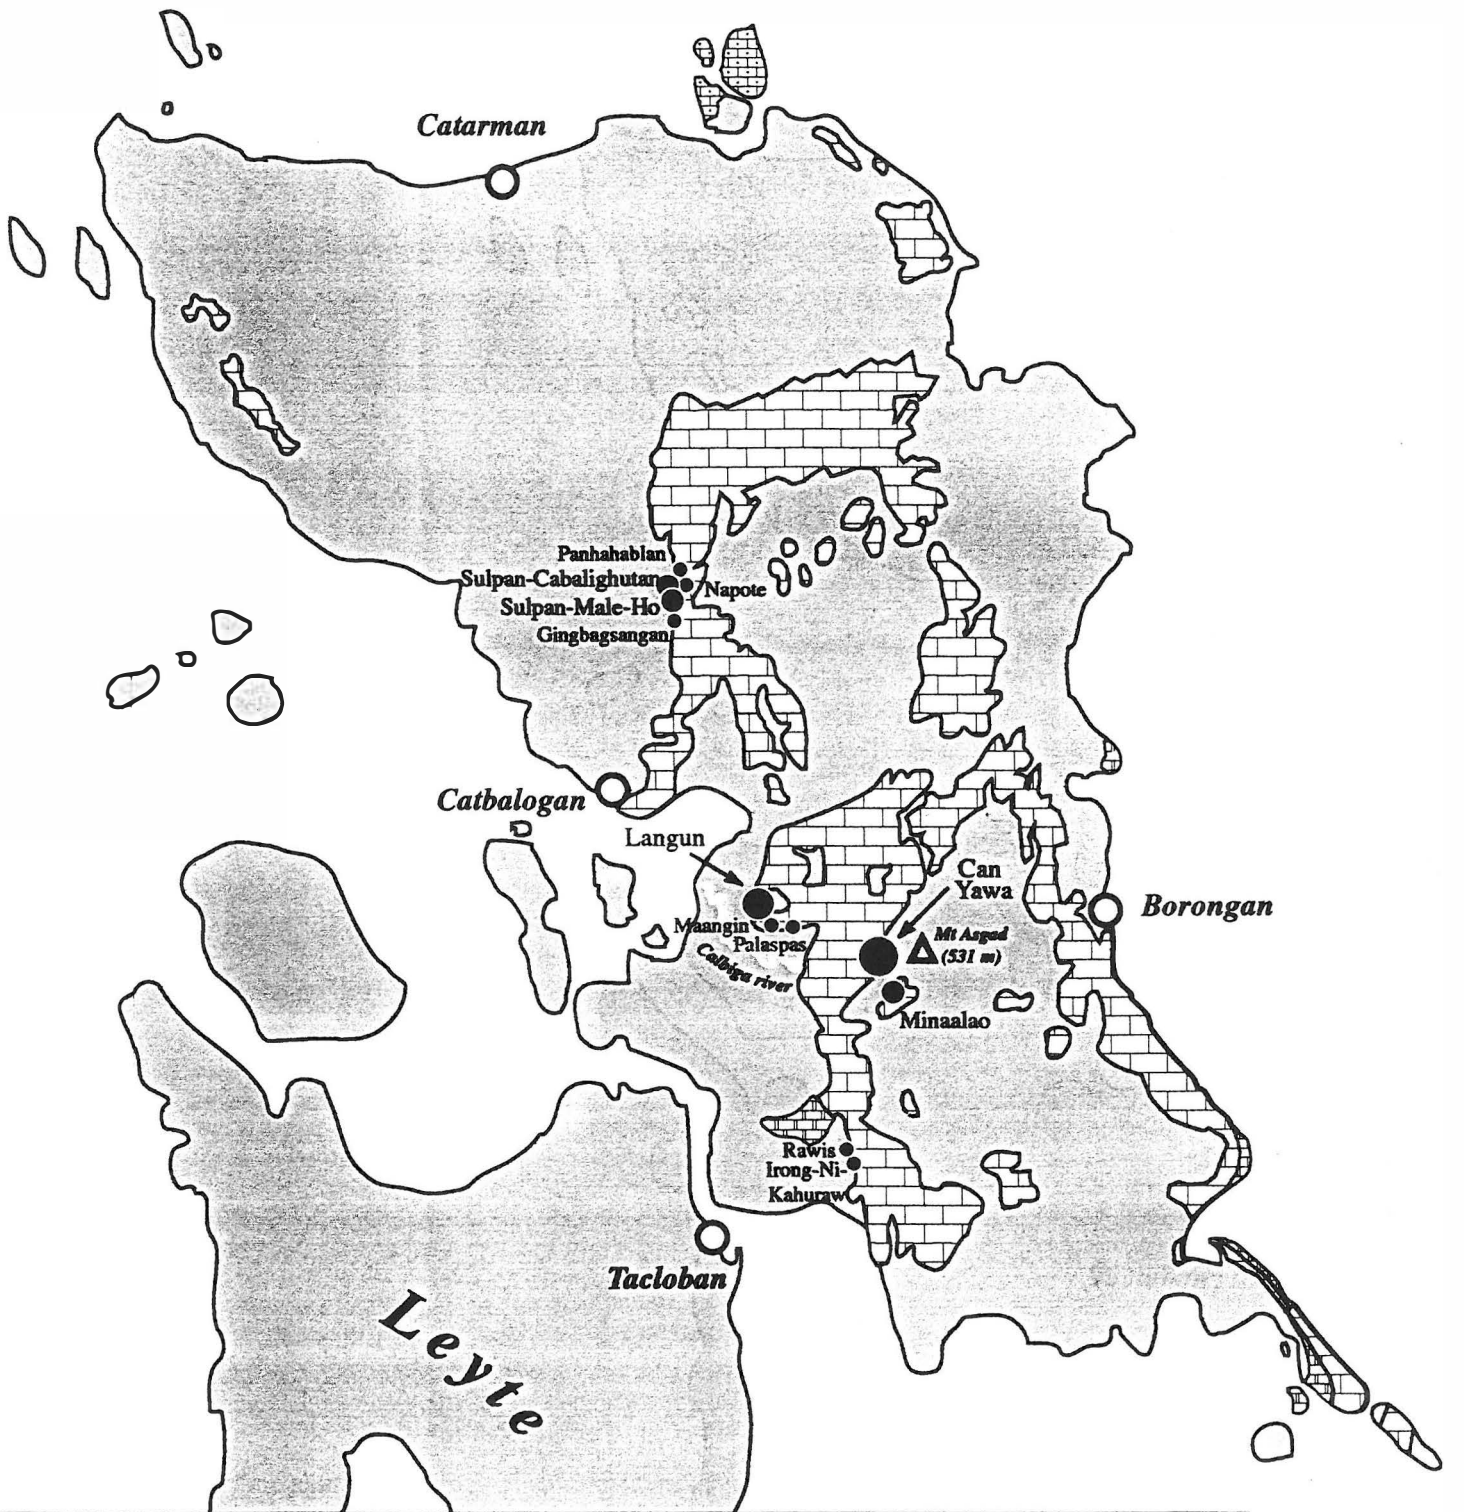 Catarman
Panhahablan
Sulpan-Cabalighutan
Napote
Sulpan-Male-Ho
Gingbagsangan
Catbalogan
Langun
Can
Yawa
Borongan
Maangin
Palaspas
Mt Asgad
(531 m)
Calbiga river
Minaalao
Rawis
Irong-Ni-
Kahuraw
Tacloban
Leyte